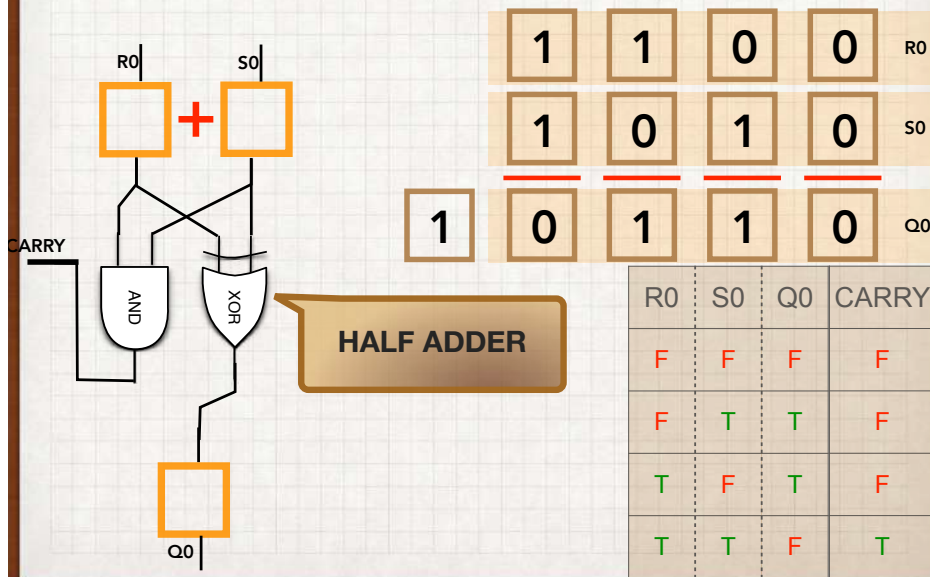 R0 + S0
CARRY
AND
XOR
HALF ADDER
Q0
1 1 0 0 R0
1 0 1 0 S0
1 0 1 1 0 Q0
R0 S0 Q0 CARRY
F F F F
F T T F
T F T F
T T F T